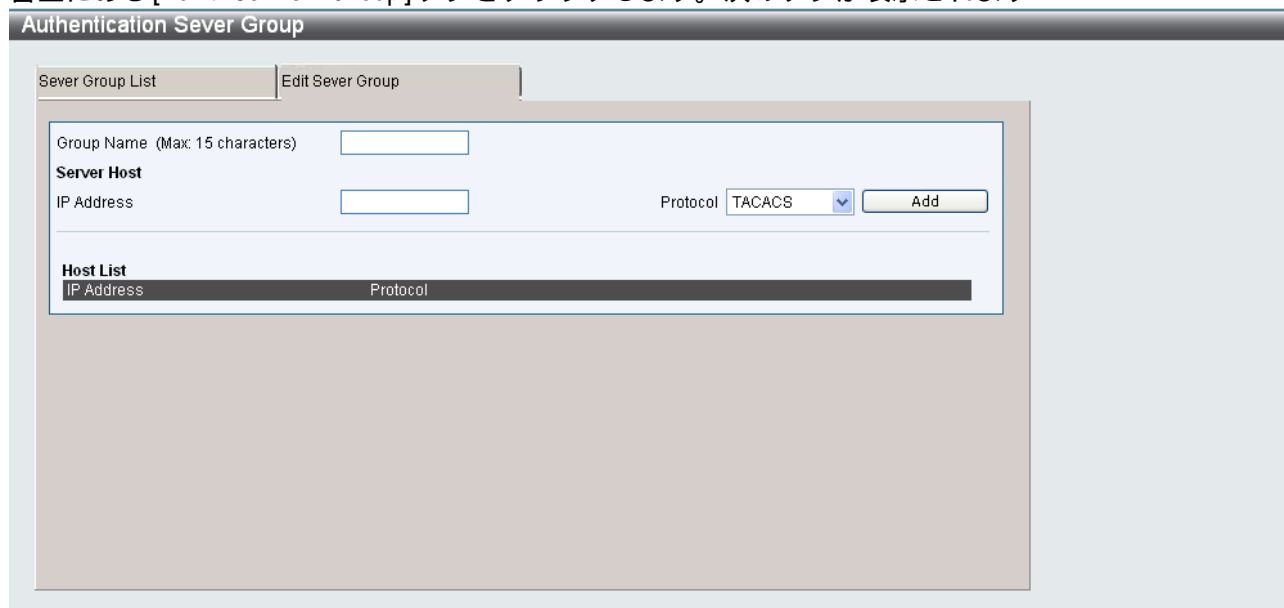 Authentication Sever Group
Sever Group List
Edit Sever Group
Group Name (Max: 15 characters)
Server Host
IP Address
Protocol TACACS Add
Host List
IP Address Protocol